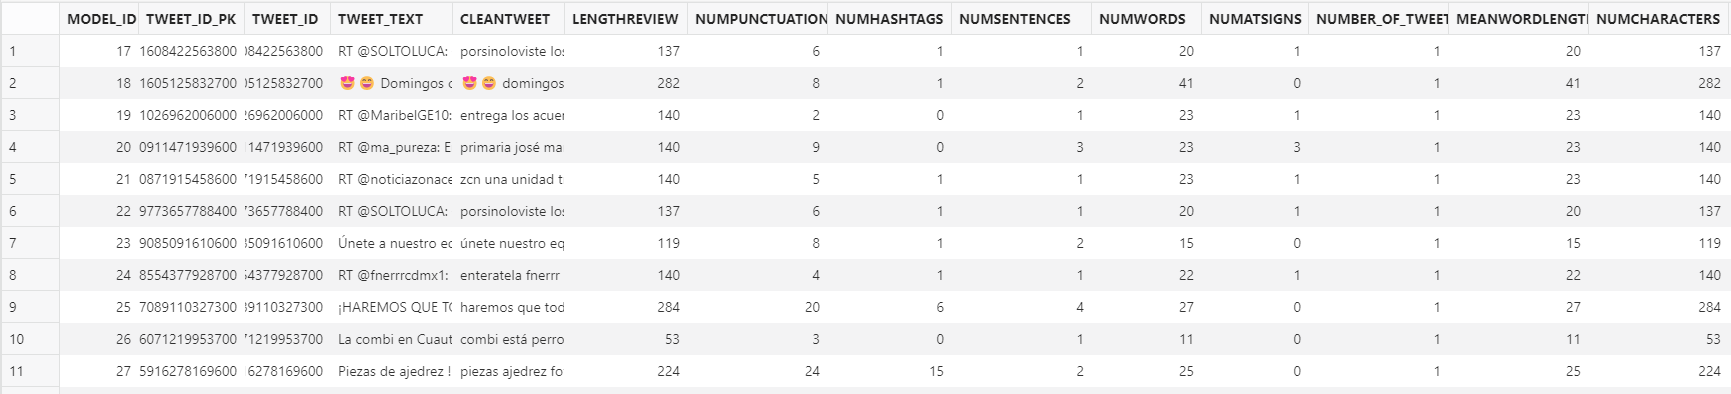 MODEL_ID TWEET_ID_PK TWEET_ID TWEET_TEXT CLEANTWEET LENGTHREVIEW NUMPUNCTUATION NUMHASHTAGS NUMSENTENCES NUMWORDS NUMATSIGNS NUMBER_OF_TWEET MEANWORDLENGT NUMCHARACTERS
1 17 1608422563800 8422563800 RT @SOLTOLUCA: porsinoloviste los 137 6 1 1 20 1 1 20 137
2 18 1605125832700 5125832700 😍 😄 Domingos c 😍 😄 domingos 282 8 1 2 41 0 1 41 282
3 19 1026962006000 6962006000 RT @MaribelGE10: entrega los acuer 140 2 0 1 23 1 1 23 140
4 20 0911471939600 1471939600 RT @ma_pureza: E primaria josé ma 140 9 0 3 23 3 1 23 140
5 21 0871915458600 1915458600 RT @noticiazonace zcn una unidad t 140 5 1 1 23 1 1 23 140
6 22 9773657788400 3657788400 RT @SOLTOLUCA: porsinoloviste los 137 6 1 1 20 1 1 20 137
7 23 9085091610600 5091610600 Únete a nuestro ec únete nuestro eq 119 8 1 2 15 0 1 15 119
8 24 8554377928700 4377928700 RT @fnerrrcdmx1: enteratela fnerrr 140 4 1 1 22 1 1 22 140
9 25 7089110327300 9110327300 ¡HAREMOS QUE TO haremos que tod 284 20 6 4 27 0 1 27 284
10 26 6071219953700 1219953700 La combi en Cuaut combi está perro 53 3 0 1 11 0 1 11 53
11 27 5916278169600 6278169600 Piezas de ajedrez ! piezas ajedrez fo 224 24 15 2 25 0 1 25 224